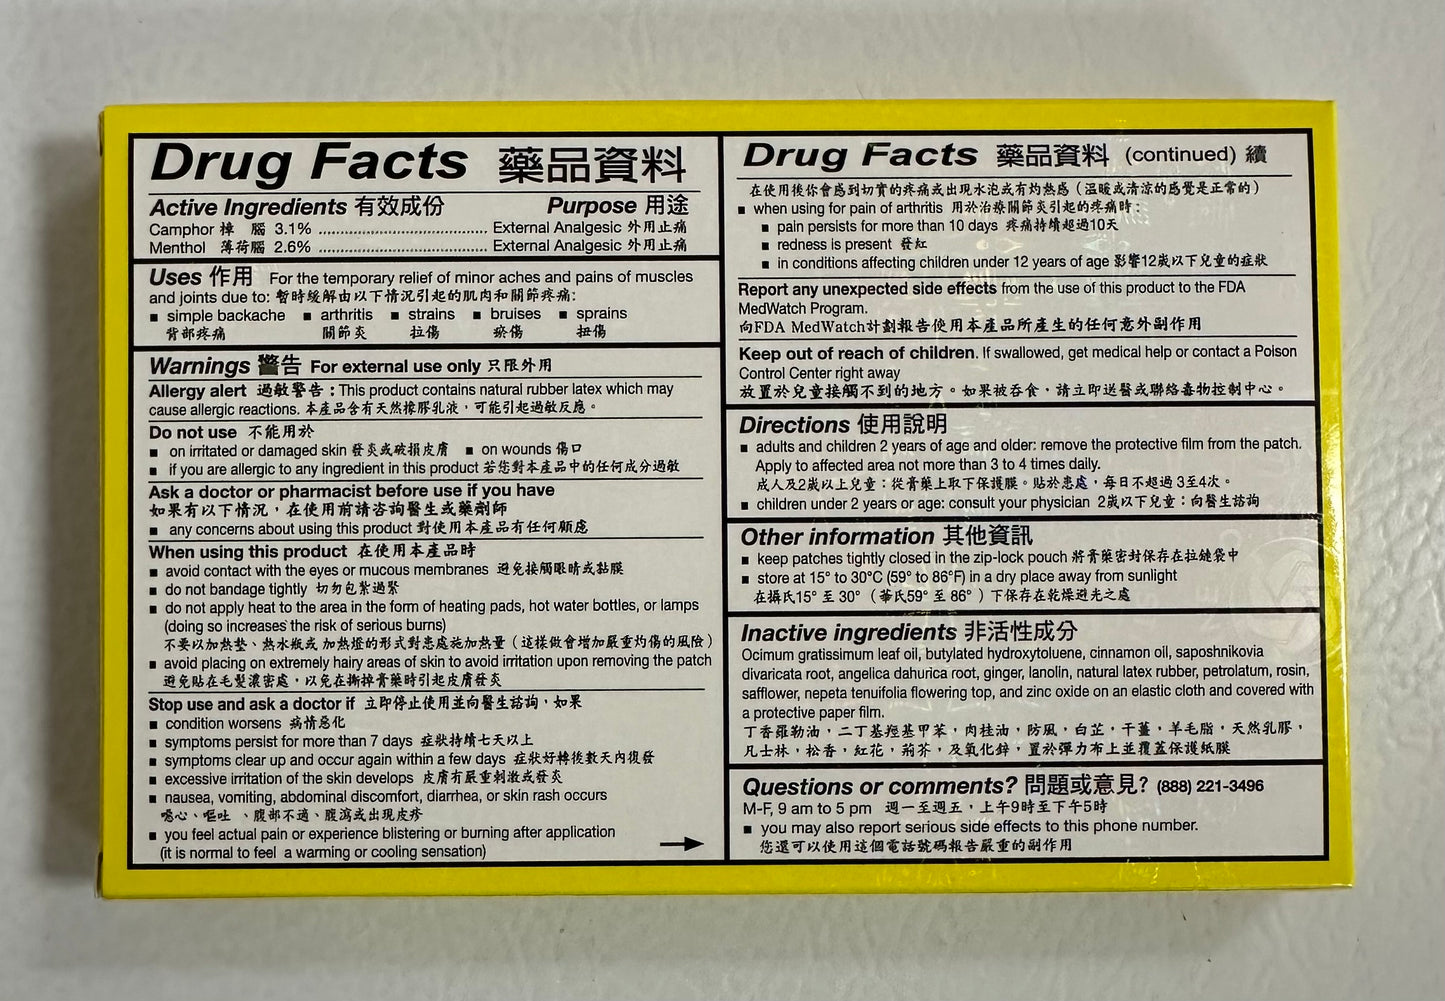 Drug Facts 藥品資料
Active Ingredients 有效成份 Purpose 用途
Camphor 樟 腦 3.1% ........................................ External Analgesic 外用止痛
Menthol 薄荷腦 2.6% ........................................ External Analgesic 外用止痛
Uses 作用 For the temporary relief of minor aches and pains of muscles
and joints due to: 暫時緩解由以下情況引起的肌肉和關節疼痛:
▪ simple backache ▪ arthritis ▪ strains ▪ bruises ▪ sprains
背部疼痛 關節炎 拉傷 瘀傷 扭傷
Warnings 警告 For external use only 只限外用
Allergy alert 過敏警告 : This product contains natural rubber latex which may
cause allergic reactions. 本產品含有天然橡膠乳液,可能引起過敏反應。
Do not use 不能用於
▪ on irritated or damaged skin 發炎或破損皮膚 ▪ on wounds 傷口
▪ if you are allergic to any ingredient in this product 若您對本產品中的任何成分過敏
Ask a doctor or pharmacist before use if you have
如果有以下情況,在使用前請咨詢醫生或藥劑師
▪ any concerns about using this product 對使用本產品有任何顧慮
When using this product 在使用本產品時
▪ avoid contact with the eyes or mucous membranes 避免接觸眼睛或黏膜
▪ do not bandage tightly 切勿包紮過緊
▪ do not apply heat to the area in the form of heating pads, hot water bottles, or lamps
(doing so increases the risk of serious burns)
不要以加熱墊、熱水瓶或 加熱燈的形式對患處施加熱量(這樣做會增加嚴重灼傷的風險)
▪ avoid placing on extremely hairy areas of skin to avoid irritation upon removing the patch
避免貼在毛髮濃密處,以免在撕掉膏藥時引起皮膚發炎
Stop use and ask a doctor if 立即停止使用並向醫生諮詢,如果
▪ condition worsens 病情惡化
▪ symptoms persist for more than 7 days 症狀持續七天以上
▪ symptoms clear up and occur again within a few days 症狀好轉後數天內復發
▪ excessive irritation of the skin develops 皮膚有嚴重刺激或發炎
▪ nausea, vomiting, abdominal discomfort, diarrhea, or skin rash occurs
噁心、嘔吐 、腹部不適、腹瀉或出現皮疹
▪ you feel actual pain or experience blistering or burning after application
(it is normal to feel a warming or cooling sensation)
Drug Facts 藥品資料 (continued) 續
在使用後你會感到切實的疼痛或出現水泡或有灼熱感(溫暖或清涼的感覺是正常的)
▪ when using for pain of arthritis 用於治療關節炎引起的疼痛時:
▪ pain persists for more than 10 days 疼痛持續超過10天
▪ redness is present 發紅
▪ in conditions affecting children under 12 years of age 影響12歲以下兒童的症狀
Report any unexpected side effects from the use of this product to the FDA
MedWatch Program.
向FDA MedWatch計劃報告使用本產品所產生的任何意外副作用
Keep out of reach of children. If swallowed, get medical help or contact a Poison
Control Center right away
放置於兒童接觸不到的地方。如果被吞食,請立即送醫或聯絡毒物控制中心。
Directions 使用說明
▪ adults and children 2 years of age and older: remove the protective film from the patch.
Apply to affected area not more than 3 to 4 times daily.
成人及2歲以上兒童:從膏藥上取下保護膜。貼於患處,每日不超過 3至4次。
▪ children under 2 years or age: consult your physician 2歲以下兒童:向醫生諮詢
Other information 其他資訊
▪ keep patches tightly closed in the zip-lock pouch 將膏藥密封保存在拉鏈袋中
▪ store at 15° to 30°C (59° to 86°F) in a dry place away from sunlight
在攝氏15° 至 30° (華氏59° 至 86° )下保存在乾燥避光之處
Inactive ingredients 非活性成分
Ocimum gratissimum leaf oil, butylated hydroxytoluene, cinnamon oil, saposhnikovia
divaricata root, angelica dahurica root, ginger, lanolin, natural latex rubber, petrolatum, rosin,
safflower, nepeta tenuifolia flowering top, and zinc oxide on an elastic cloth and covered with
a protective paper film.
丁香羅勒油,二丁基羥基甲苯,肉桂油,防風,白芷,干薑,羊毛脂,天然乳膠,
凡士林,松香,紅花,荊芥,及氧化鋅,置於彈力布上並覆蓋保護紙膜
Questions or comments? 問題或意見? (888) 221-3496
M-F, 9 am to 5 pm 週一至週五,上午9時至下午5時
▪ you may also report serious side effects to this phone number.
您還可以使用這個電話號碼報告嚴重的副作用